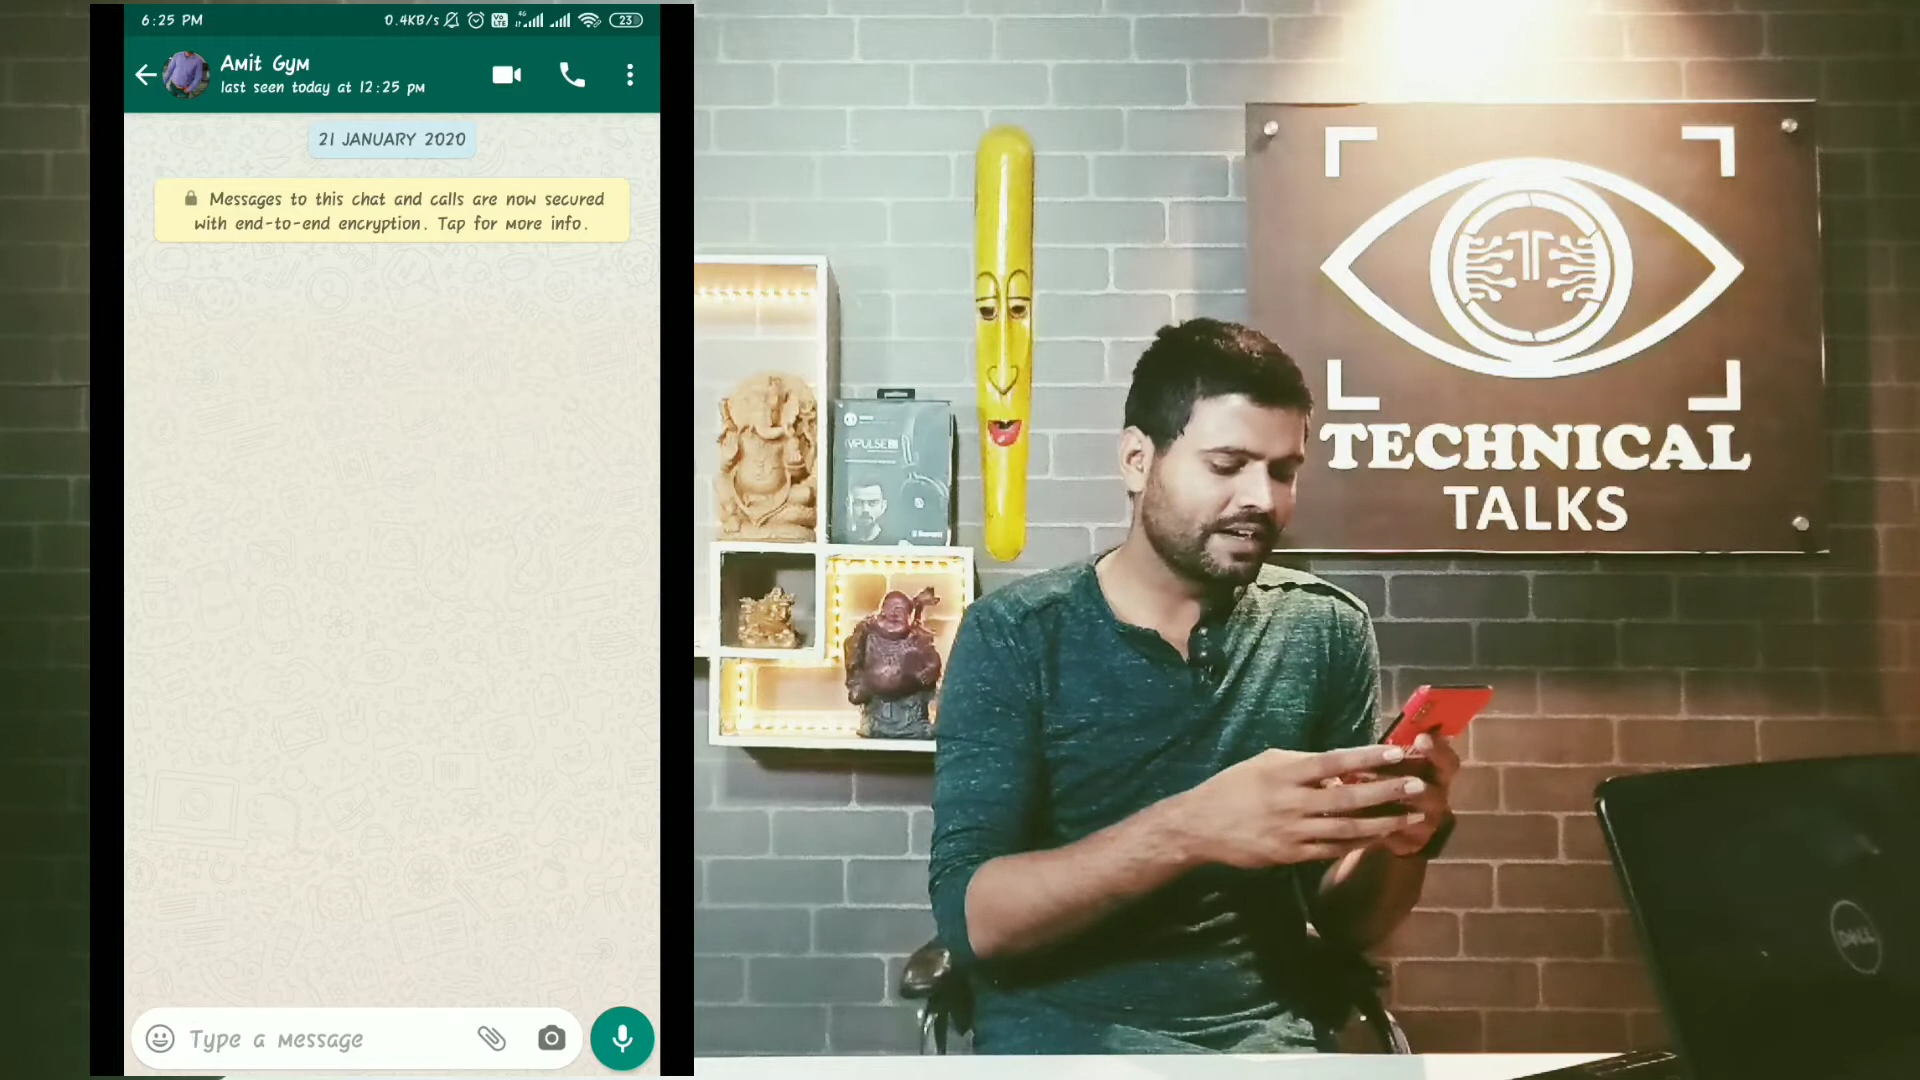 6:25 PM
0.4KB/s
4G
23
Amit Gym
last seen today at 12:25 PM
21 JANUARY 2020
Messages to this chat and calls are now secured
with end-to-end encryption. Tap for more info.
Type a message
TECHNICAL
TALKS
DELL